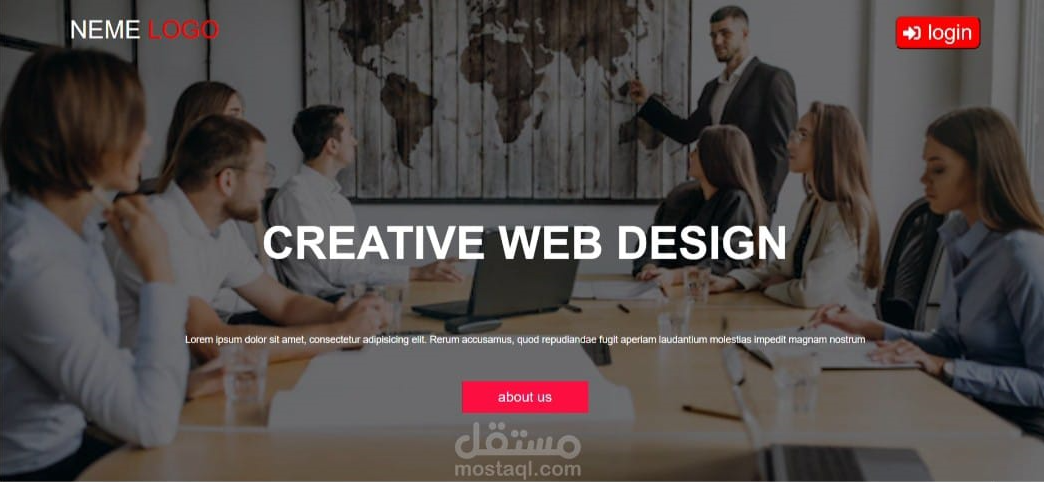 NEME LOGO
login
CREATIVE WEB DESIGN
Lorem ipsum dolor sit amet, consectetur adipisicing elit. Rerum accusamus, quod repudiandae fugit aperiam laudantium molestias impedit magnam nostrum
about us
مستقل
mostaql.com